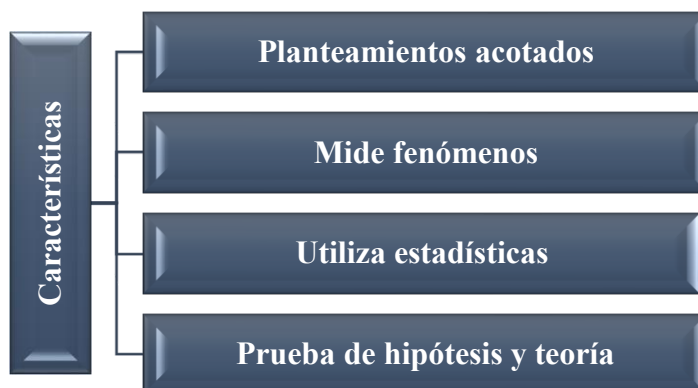 Características
Planteamientos acotados
Mide fenómenos
Utiliza estadísticas
Prueba de hipótesis y teoría